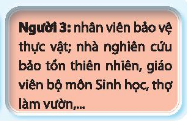 Người 3: nhân viên bảo vệ
thực vật; nhà nghiên cứu
bảo tồn thiên nhiên, giáo
viên bộ môn Sinh học, thợ
làm vườn,...